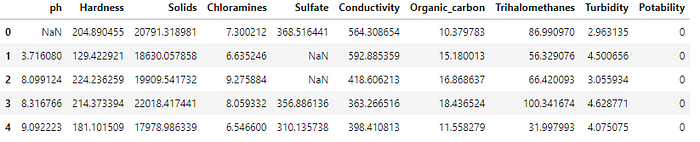 ph Hardness Solids Chloramines Sulfate Conductivity Organic_carbon Trihalomethanes Turbidity Potability
0 NaN 204.890455 20791.318981 7.300212 368.516441 564.308654 10.379783 86.990970 2.963135 0
1 3.716080 129.422921 18630.057858 6.635246 NaN 592.885359 15.180013 56.329076 4.500656 0
2 8.099124 224.236259 19909.541732 9.275884 NaN 418.606213 16.868637 66.420093 3.055934 0
3 8.316766 214.373394 22018.417441 8.059332 356.886136 363.266516 18.436524 100.341674 4.628771 0
4 9.092223 181.101509 17978.986339 6.546600 310.135738 398.410813 11.558279 31.997993 4.075075 0